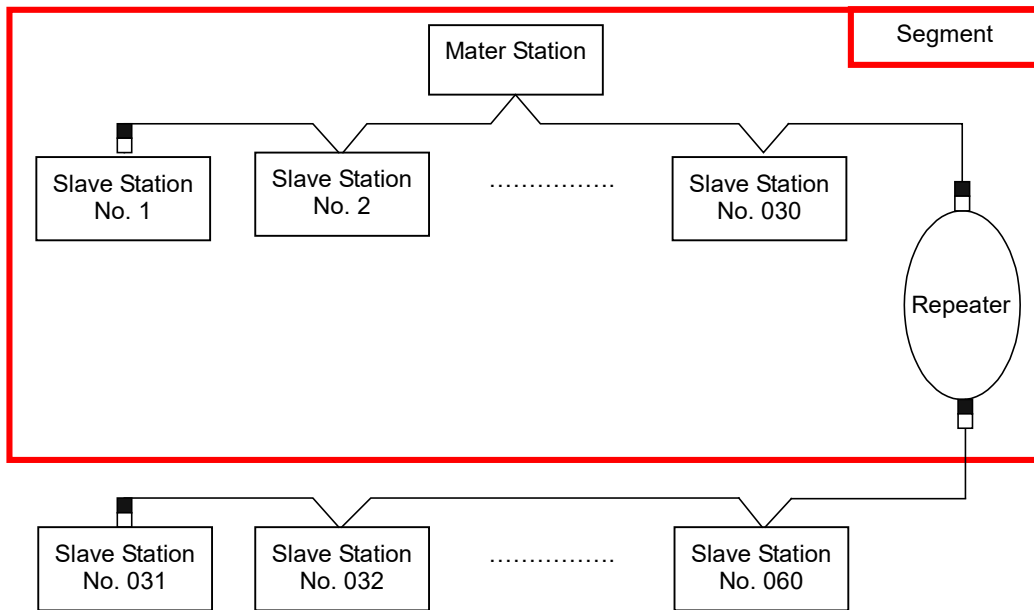 Segment
Mater Station
Slave Station
No. 1
Slave Station
No. 2
................
Slave Station
No. 030
Repeater
Slave Station
No. 031
Slave Station
No. 032
................
Slave Station
No. 060